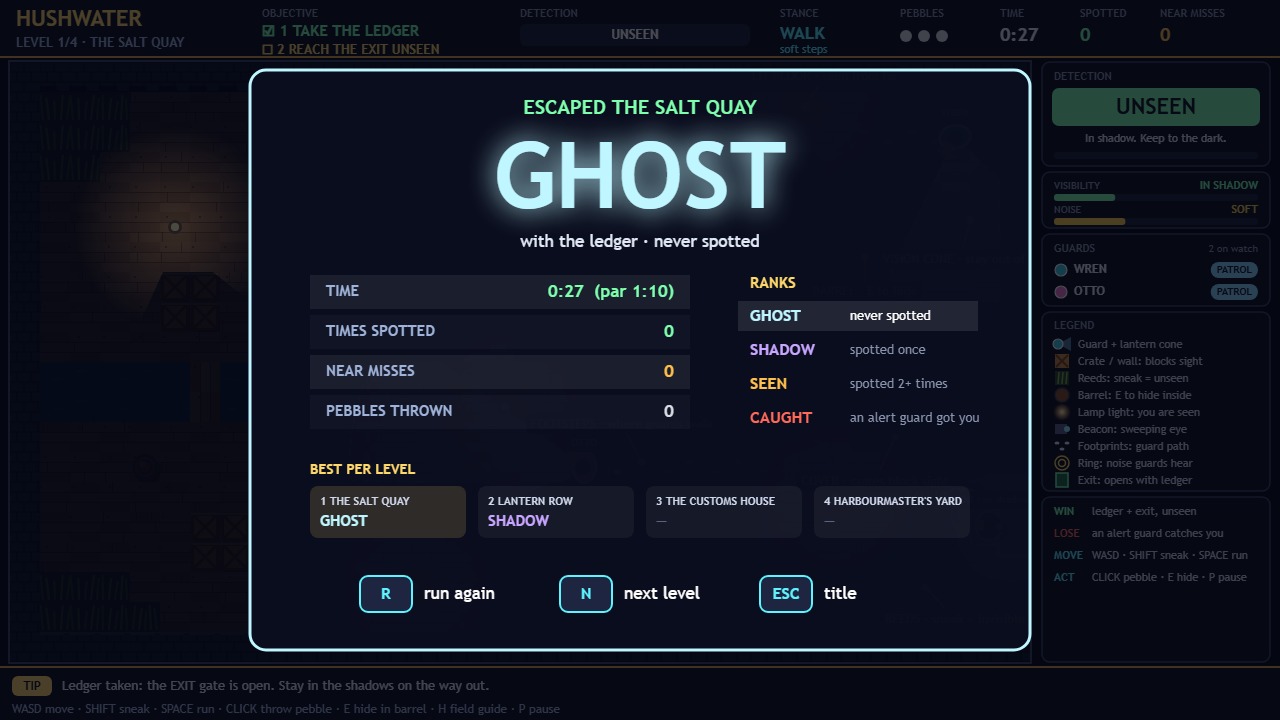 HUSHWATER
LEVEL 1/4 · THE SALT QUAY
OBJECTIVE
☑ 1 TAKE THE LEDGER
☐ 2 REACH THE EXIT UNSEEN
DETECTION
UNSEEN
STANCE
WALK
soft steps
PEBBLES
TIME
0:27
SPOTTED
0
NEAR MISSES
0
ESCAPED THE SALT QUAY
GHOST
with the ledger · never spotted
TIME 0:27 (par 1:10)
TIMES SPOTTED 0
NEAR MISSES 0
PEBBLES THROWN 0
RANKS
GHOST never spotted
SHADOW spotted once
SEEN spotted 2+ times
CAUGHT an alert guard got you
BEST PER LEVEL
1 THE SALT QUAY
GHOST
2 LANTERN ROW
SHADOW
3 THE CUSTOMS HOUSE
—
4 HARBOURMASTER'S YARD
—
R run again
N next level
ESC title
DETECTION
UNSEEN
In shadow. Keep to the dark.
VISIBILITY IN SHADOW
NOISE SOFT
GUARDS 2 on watch
WREN PATROL
OTTO PATROL
LEGEND
Guard + lantern cone
Crate / wall: blocks sight
Reeds: sneak = unseen
Barrel: E to hide inside
Lamp light: you are seen
Beacon: sweeping eye
Footprints: guard path
Ring: noise guards hear
Exit: opens with ledger
WIN ledger + exit, unseen
LOSE an alert guard catches you
MOVE WASD · SHIFT sneak · SPACE run
ACT CLICK pebble · E hide · P pause
TIP Ledger taken: the EXIT gate is open. Stay in the shadows on the way out.
WASD move · SHIFT sneak · SPACE run · CLICK throw pebble · E hide in barrel · H field guide · P pause